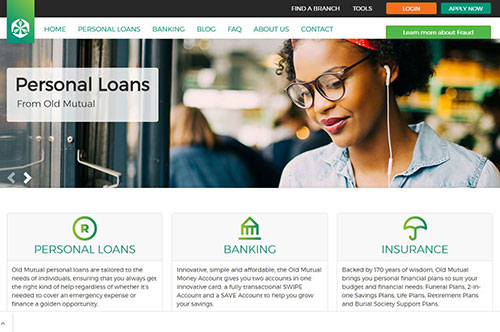 FIND A BRANCH TOOLS LOGIN APPLY NOW
HOME PERSONAL LOANS BANKING BLOG FAQ ABOUT US CONTACT
Learn more about Fraud
Personal Loans
From Old Mutual
R
PERSONAL LOANS
Old Mutual personal loans are tailored to the
needs of individuals, ensuring that you always get
the right kind of help regardless of whether it's
needed to cover an emergency expense or
finance a golden opportunity.
BANKING
Innovative, simple and affordable, the Old Mutual
Money Account gives you two accounts in one
innovative card: a fully transactional SWIPE
Account and a SAVE Account to help you grow
your savings.
INSURANCE
Backed by 170 years of wisdom, Old Mutual
brings you personal financial plans to suit your
budget and financial needs: Funeral Plans, 2-in-
one Savings Plans, Life Plans, Retirement Plans
and Burial Society Support Plans.